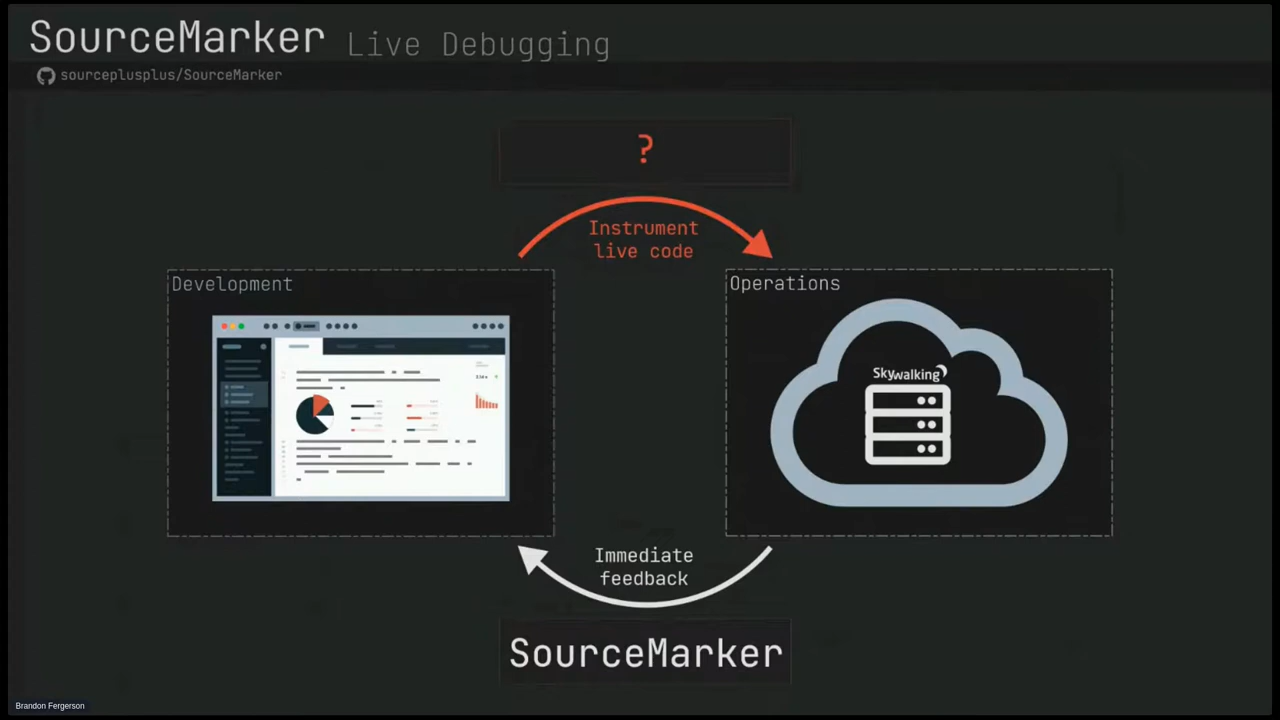 SourceMarker Live Debugging
sourceplusplus/SourceMarker
?
Instrument
live code
Development
Operations
Skywalking
Immediate
feedback
SourceMarker
Brandon Fergerson